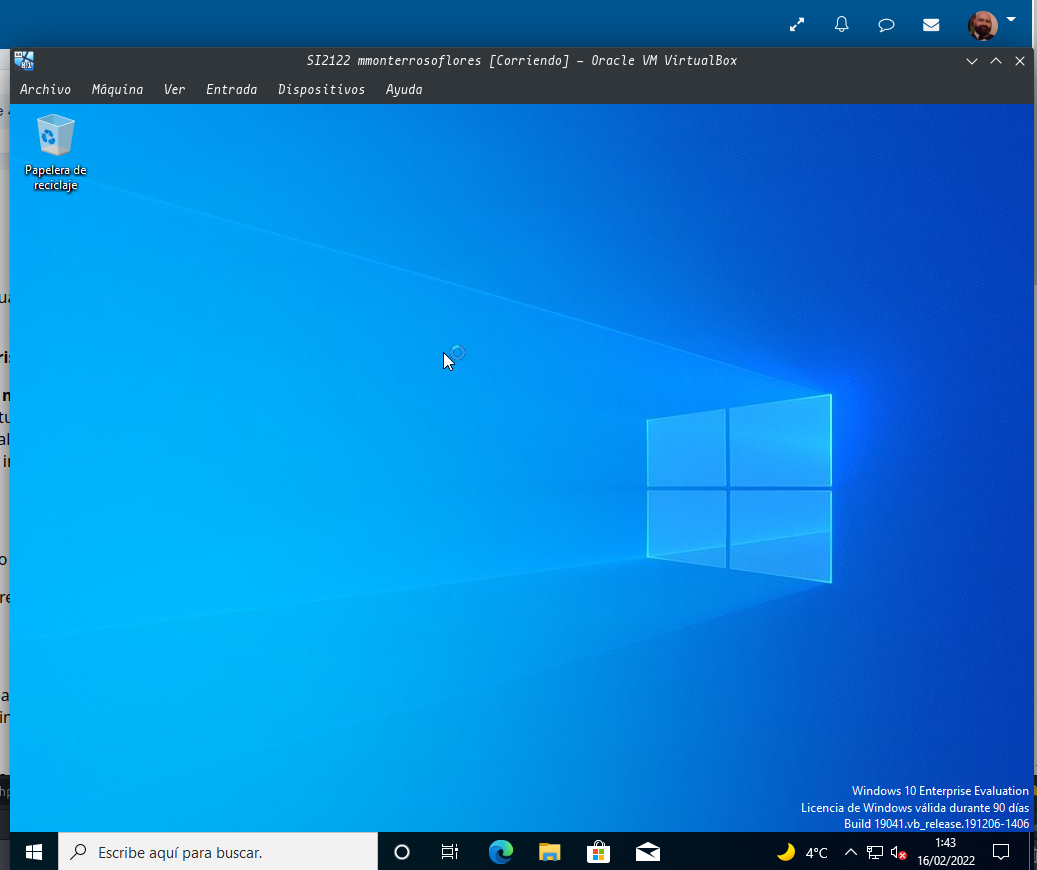 SI2122 mmonterrosoflores [Corriendo] – Oracle VM VirtualBox
Archivo Máquina Ver Entrada Dispositivos Ayuda
Papelera de
reciclaje
Windows 10 Enterprise Evaluation
Licencia de Windows válida durante 90 días
Build 19041.vb_release.191206-1406
Escribe aquí para buscar.
4°C
1:43
16/02/2022